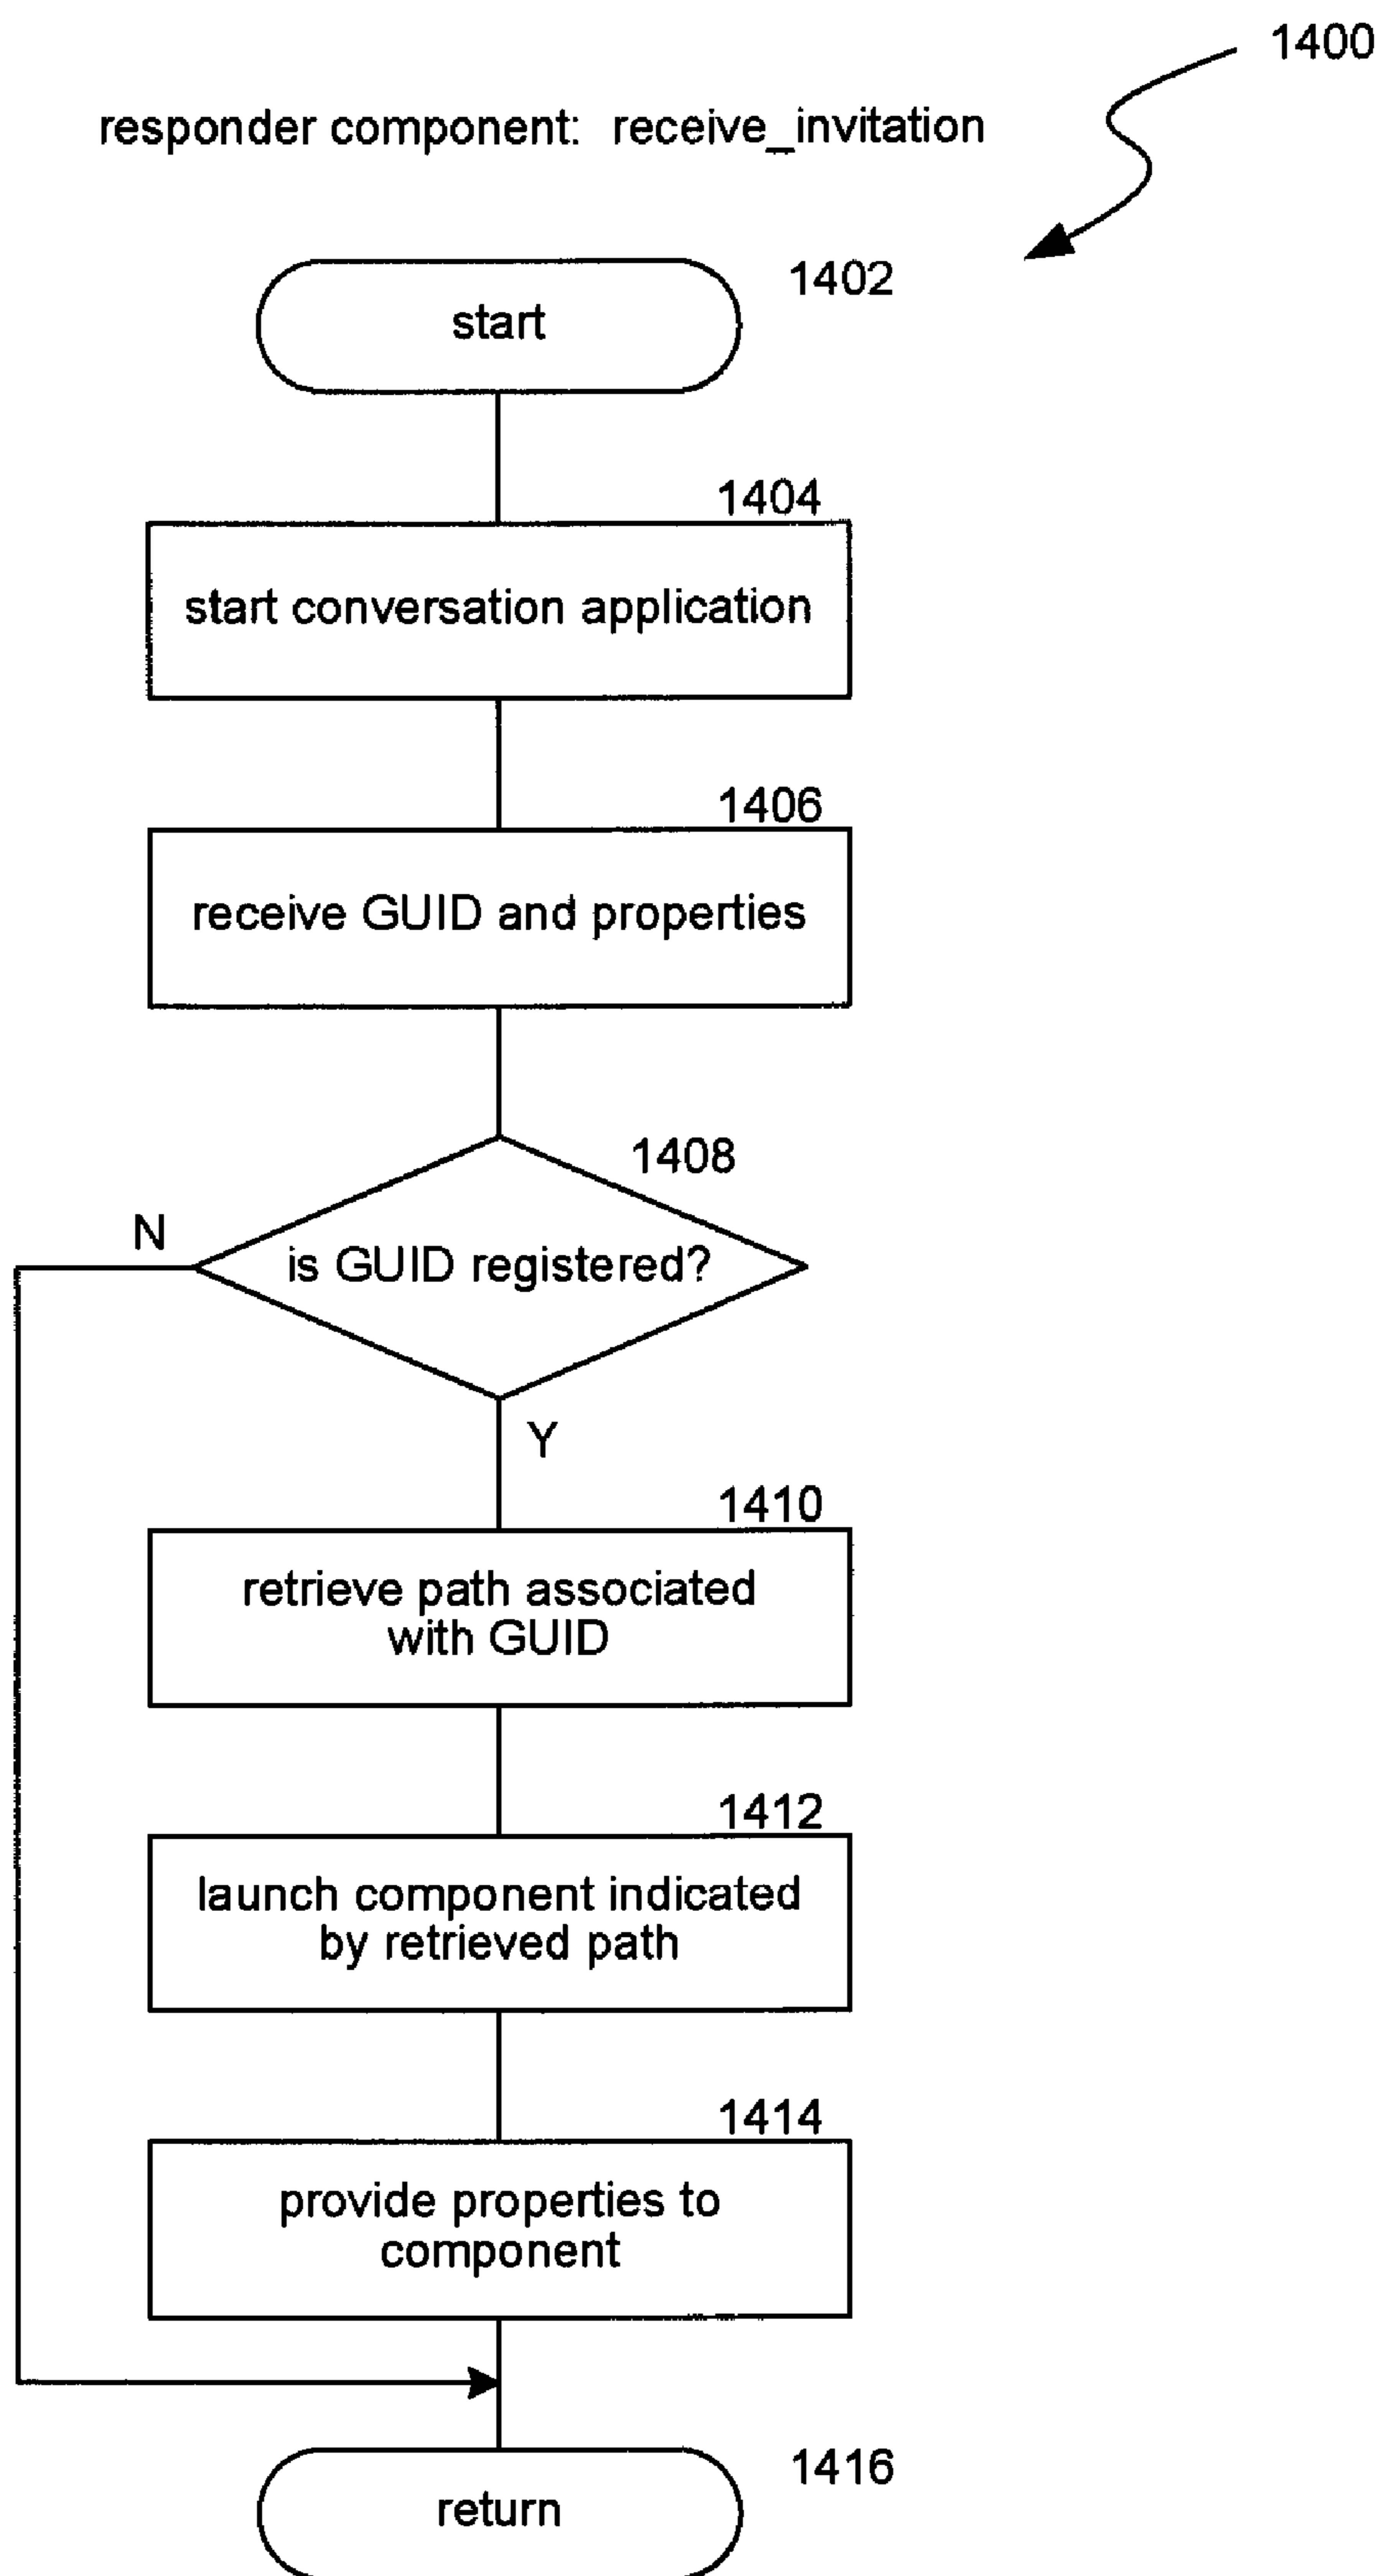 1400
responder component: receive_invitation
1402
start
1404
start conversation application
1406
receive GUID and properties
1408
N
is GUID registered?
Y
1410
retrieve path associated
with GUID
1412
launch component indicated
by retrieved path
1414
provide properties to
component
1416
return